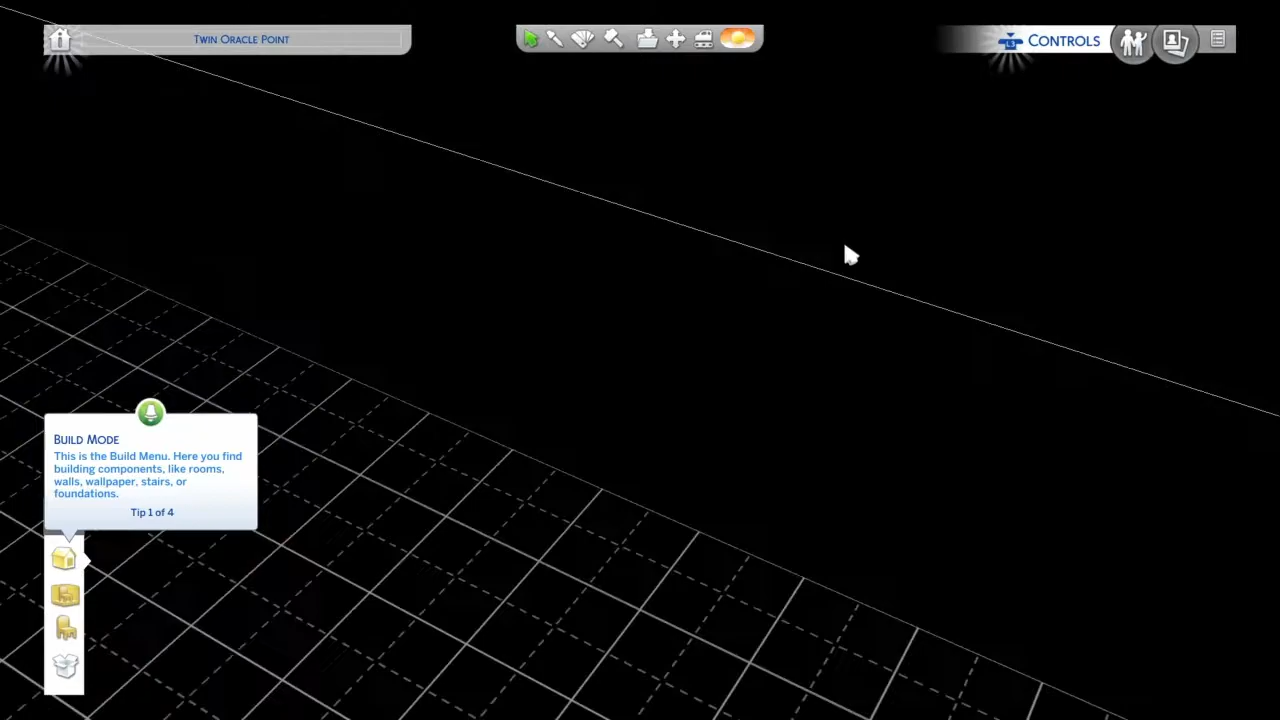 TWIN ORACLE POINT
L3 CONTROLS
BUILD MODE
This is the Build Menu. Here you find
building components, like rooms,
walls, wallpaper, stairs, or
foundations.
Tip 1 of 4